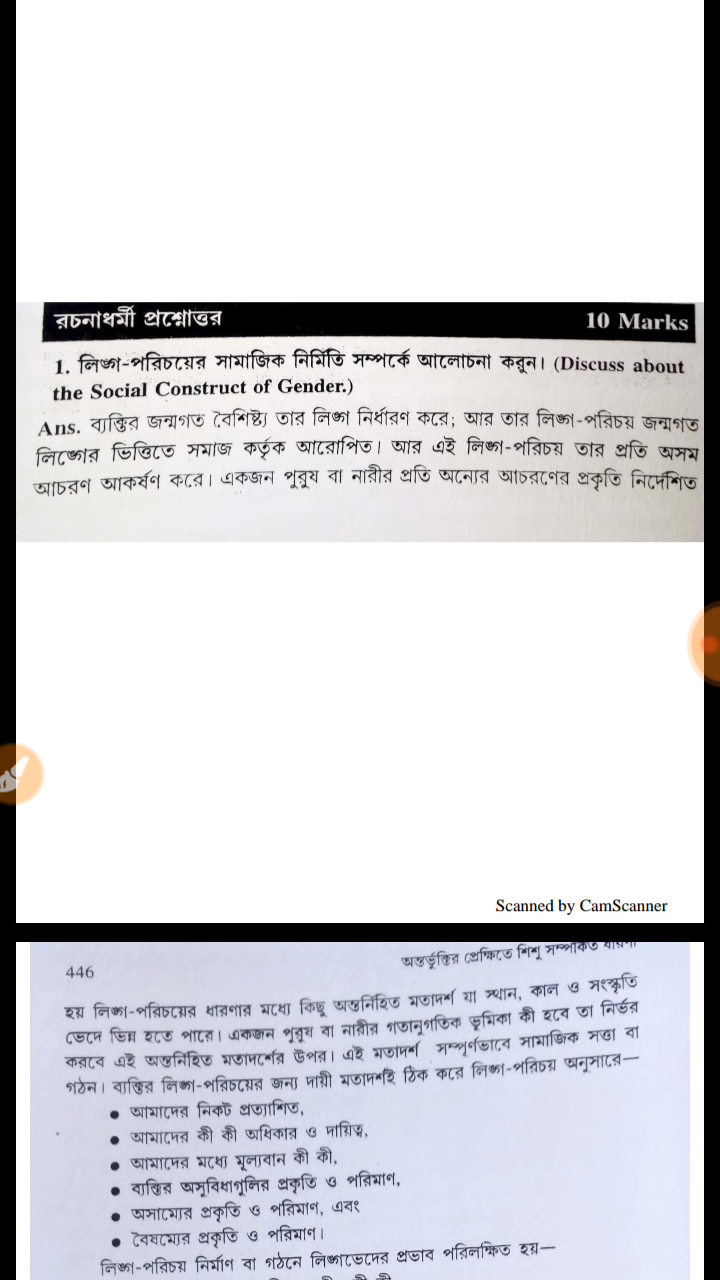 রচনাধর্মী প্রশ্নোত্তর 10 Marks
1. লিঙ্গ-পরিচয়ের সামাজিক নির্মিতি সম্পর্কে আলোচনা করুন। (Discuss about
the Social Construct of Gender.)
Ans. ব্যক্তির জন্মগত বৈশিষ্ট্য তার লিঙ্গ নির্ধারণ করে; আর তার লিঙ্গ-পরিচয় জন্মগত
লিঙ্গের ভিত্তিতে সমাজ কর্তৃক আরোপিত। আর এই লিঙ্গ-পরিচয় তার প্রতি অসম
আচরণ আকর্ষণ করে। একজন পুরুষ বা নারীর প্রতি অন্যের আচরণের প্রকৃতি নির্দেশিত
Scanned by CamScanner
446
অন্তর্ভুক্তির প্রেক্ষিতে শিশু সম্পর্কিত
হয় লিঙ্গ-পরিচয়ের ধারণার মধ্যে কিছু অন্তর্নিহিত মতাদর্শ যা স্থান, কাল ও সংস্কৃতি
ভেদে ভিন্ন হতে পারে। একজন পুরুষ বা নারীর গতানুগতিক ভূমিকা কী হবে তা নির্ভর
করবে এই অন্তর্নিহিত মতাদর্শের উপর। এই মতাদর্শ সম্পূর্ণভাবে সামাজিক সত্তা বা
গঠন। ব্যক্তির লিঙ্গ-পরিচয়ের জন্য দায়ী মতাদর্শই ঠিক করে লিঙ্গ-পরিচয় অনুসারে—
• আমাদের নিকট প্রত্যাশিত,
• আমাদের কী কী অধিকার ও দায়িত্ব,
• আমাদের মধ্যে মূল্যবান কী কী,
• ব্যক্তির অসুবিধাগুলির প্রকৃতি ও পরিমাণ,
• অসাম্যের প্রকৃতি ও পরিমাণ, এবং
• বৈষম্যের প্রকৃতি ও পরিমাণ।
লিঙ্গ-পরিচয় নির্মাণ বা গঠনে লিঙ্গভেদের প্রভাব পরিলক্ষিত হয়—